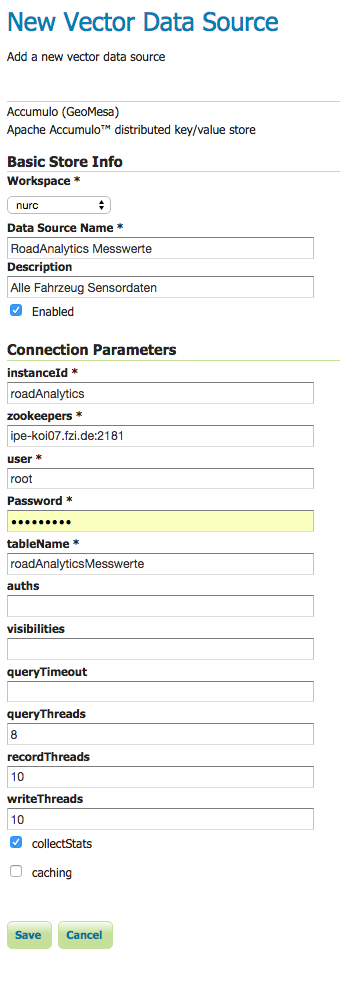 New Vector Data Source
Add a new vector data source
Accumulo (GeoMesa)
Apache Accumulo™ distributed key/value store
Basic Store Info
Workspace *
nurc
Data Source Name *
RoadAnalytics Messwerte
Description
Alle Fahrzeug Sensordaten
Enabled
Connection Parameters
instanceId *
roadAnalytics
zookeepers *
ipe-koi07.fzi.de:2181
user *
root
Password *
•••••••••
tableName *
roadAnalyticsMesswerte
auths
visibilities
queryTimeout
queryThreads
8
recordThreads
10
writeThreads
10
collectStats
caching
Save Cancel